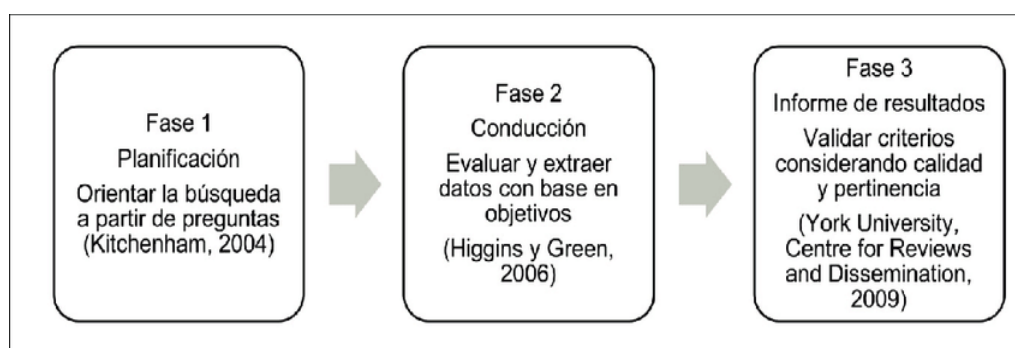 Fase 1
Planificación
Orientar la búsqueda
a partir de preguntas
(Kitchenham, 2004)
Fase 2
Conducción
Evaluar y extraer
datos con base en
objetivos
(Higgins y Green,
2006)
Fase 3
Informe de resultados
Validar criterios
considerando calidad
y pertinencia
(York University,
Centre for Reviews
and Dissemination,
2009)